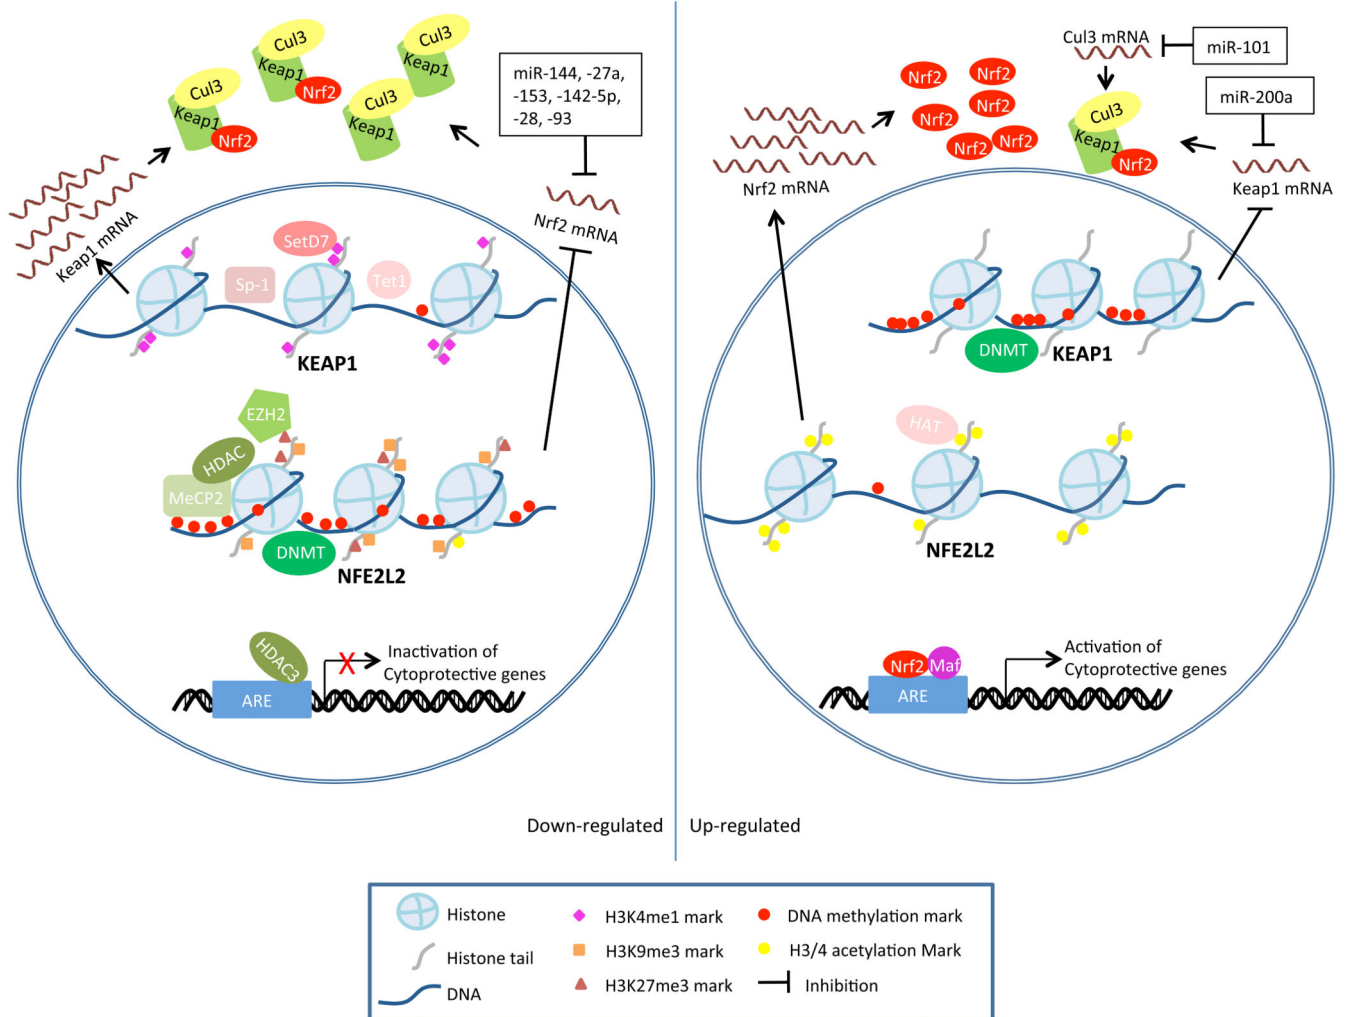 Cul3
Keap1
Nrf2
Cul3
Keap1
Nrf2
Cul3
Keap1
Cul3
Keap1
miR-144, -27a,
-153, -142-5p,
-28, -93
Keap1 mRNA
Nrf2 mRNA
SetD7
Sp-1
Tet1
KEAP1
EZH2
HDAC
MeCP2
DNMT
NFE2L2
HDAC3
ARE
X
Inactivation of
Cytoprotective genes
Down-regulated
Cul3 mRNA
miR-101
miR-200a
Nrf2
Nrf2
Nrf2
Nrf2
Nrf2
Nrf2
Cul3
Keap1
Nrf2
Nrf2 mRNA
Keap1 mRNA
DNMT
KEAP1
HAT
NFE2L2
Nrf2
Maf
ARE
Activation of
Cytoprotective genes
Up-regulated
Histone
Histone tail
DNA
H3K4me1 mark
H3K9me3 mark
H3K27me3 mark
DNA methylation mark
H3/4 acetylation Mark
Inhibition